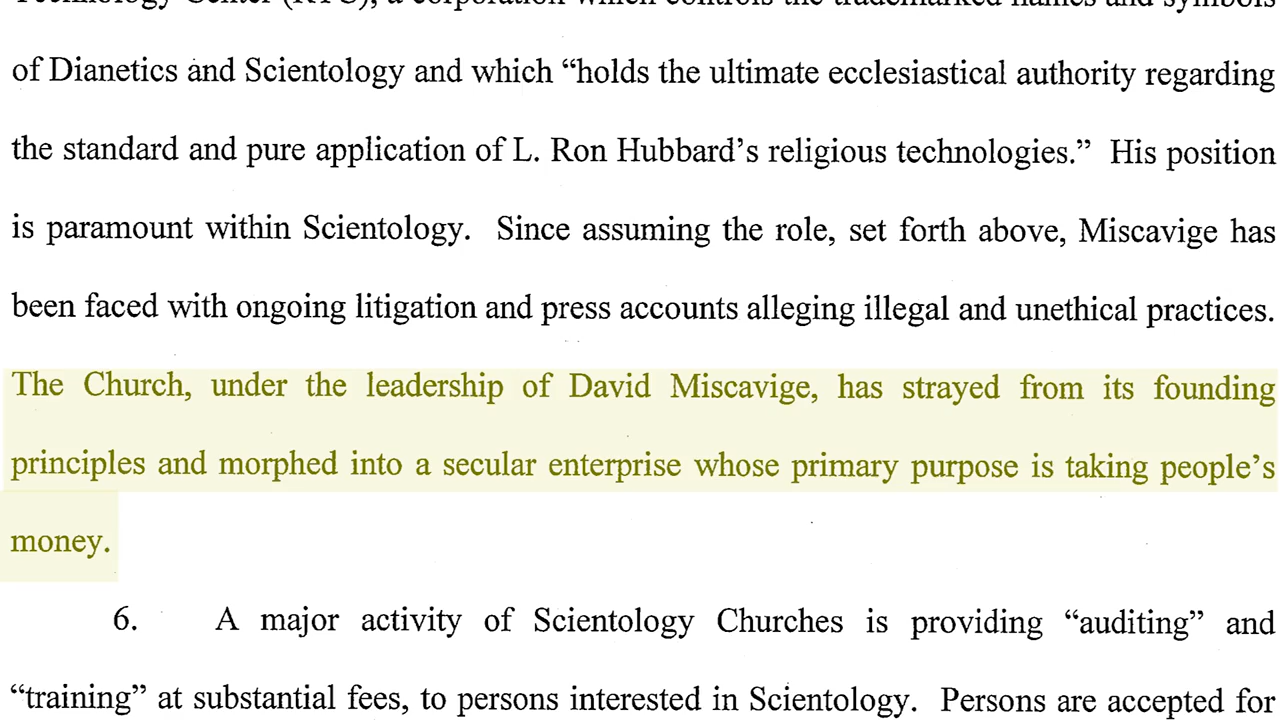 of Dianetics and Scientology and which “holds the ultimate ecclesiastical authority regarding
the standard and pure application of L. Ron Hubbard’s religious technologies.” His position
is paramount within Scientology. Since assuming the role, set forth above, Miscavige has
been faced with ongoing litigation and press accounts alleging illegal and unethical practices.
The Church, under the leadership of David Miscavige, has strayed from its founding
principles and morphed into a secular enterprise whose primary purpose is taking people’s
money.
6. A major activity of Scientology Churches is providing “auditing” and
“training” at substantial fees, to persons interested in Scientology. Persons are accepted for